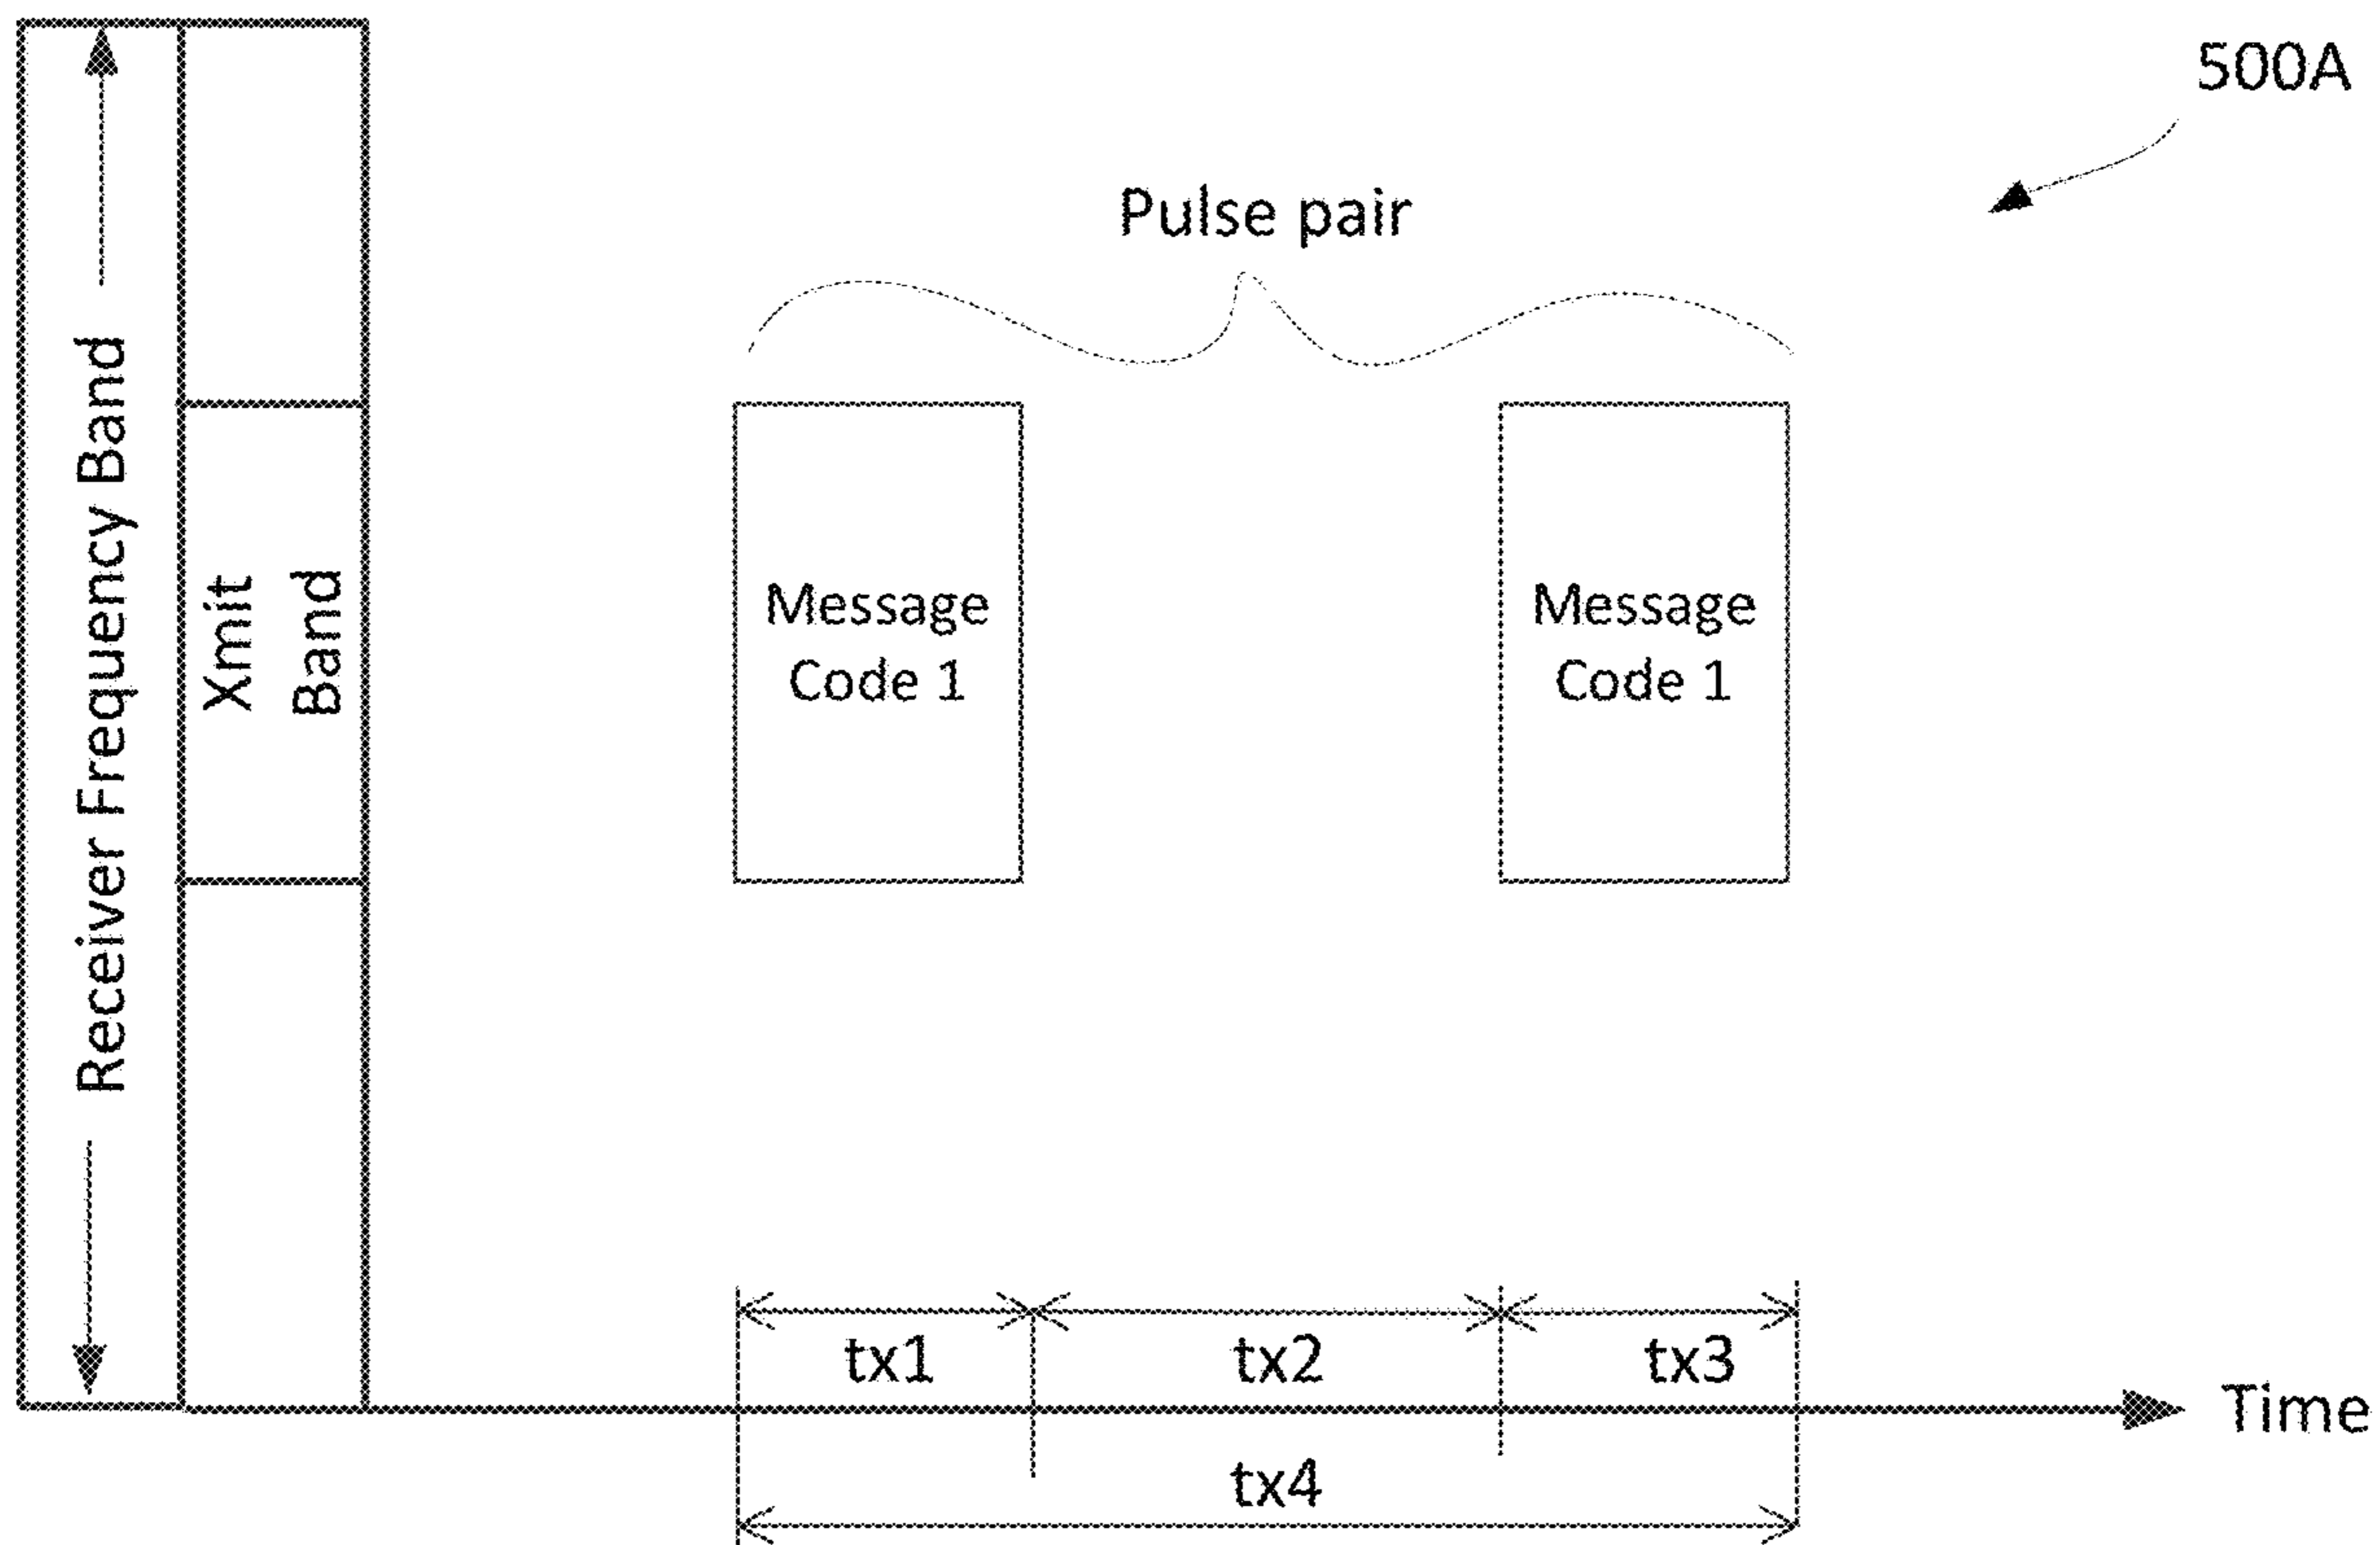 500A
Pulse pair
Receiver Frequency Band
Xmit
Band
Message
Code 1
Message
Code 1
tx1
tx2
tx3
Time
tx4